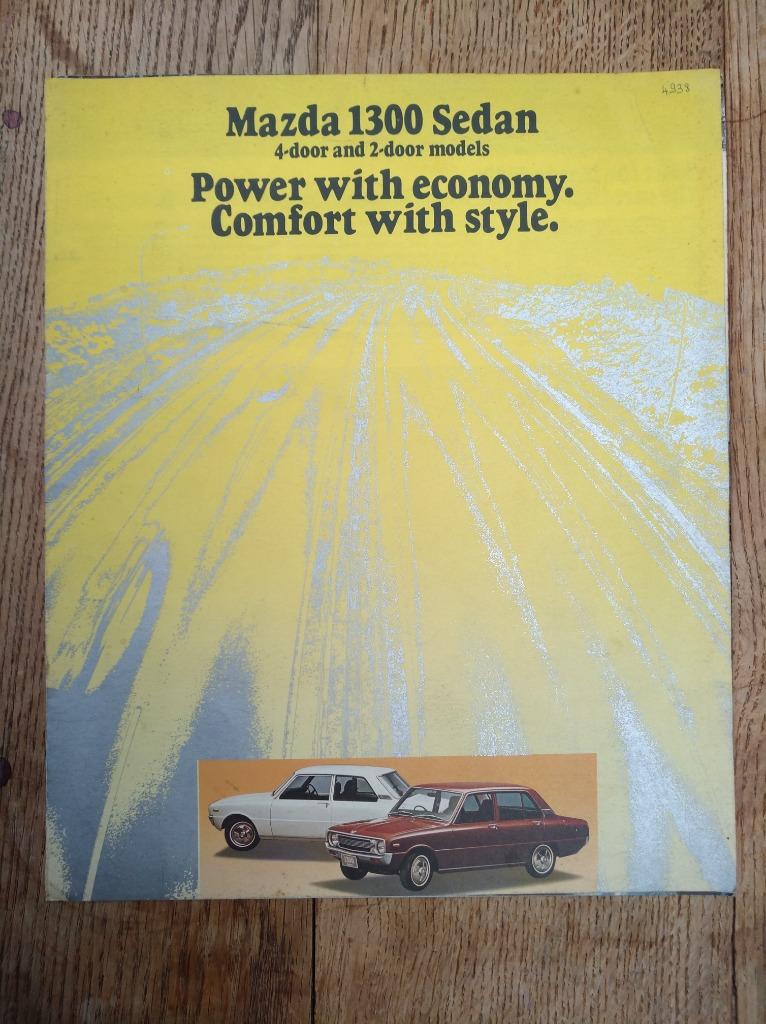 4938
Mazda 1300 Sedan
4-door and 2-door models
Power with economy.
Comfort with style.